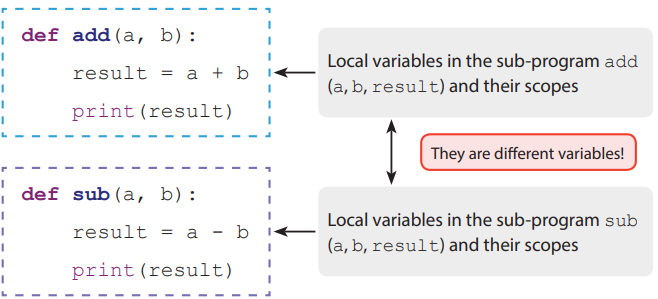 def add(a, b):
    result = a + b
    print(result)
Local variables in the sub-program add
(a, b, result) and their scopes
They are different variables!
def sub(a, b):
    result = a - b
    print(result)
Local variables in the sub-program sub
(a, b, result) and their scopes